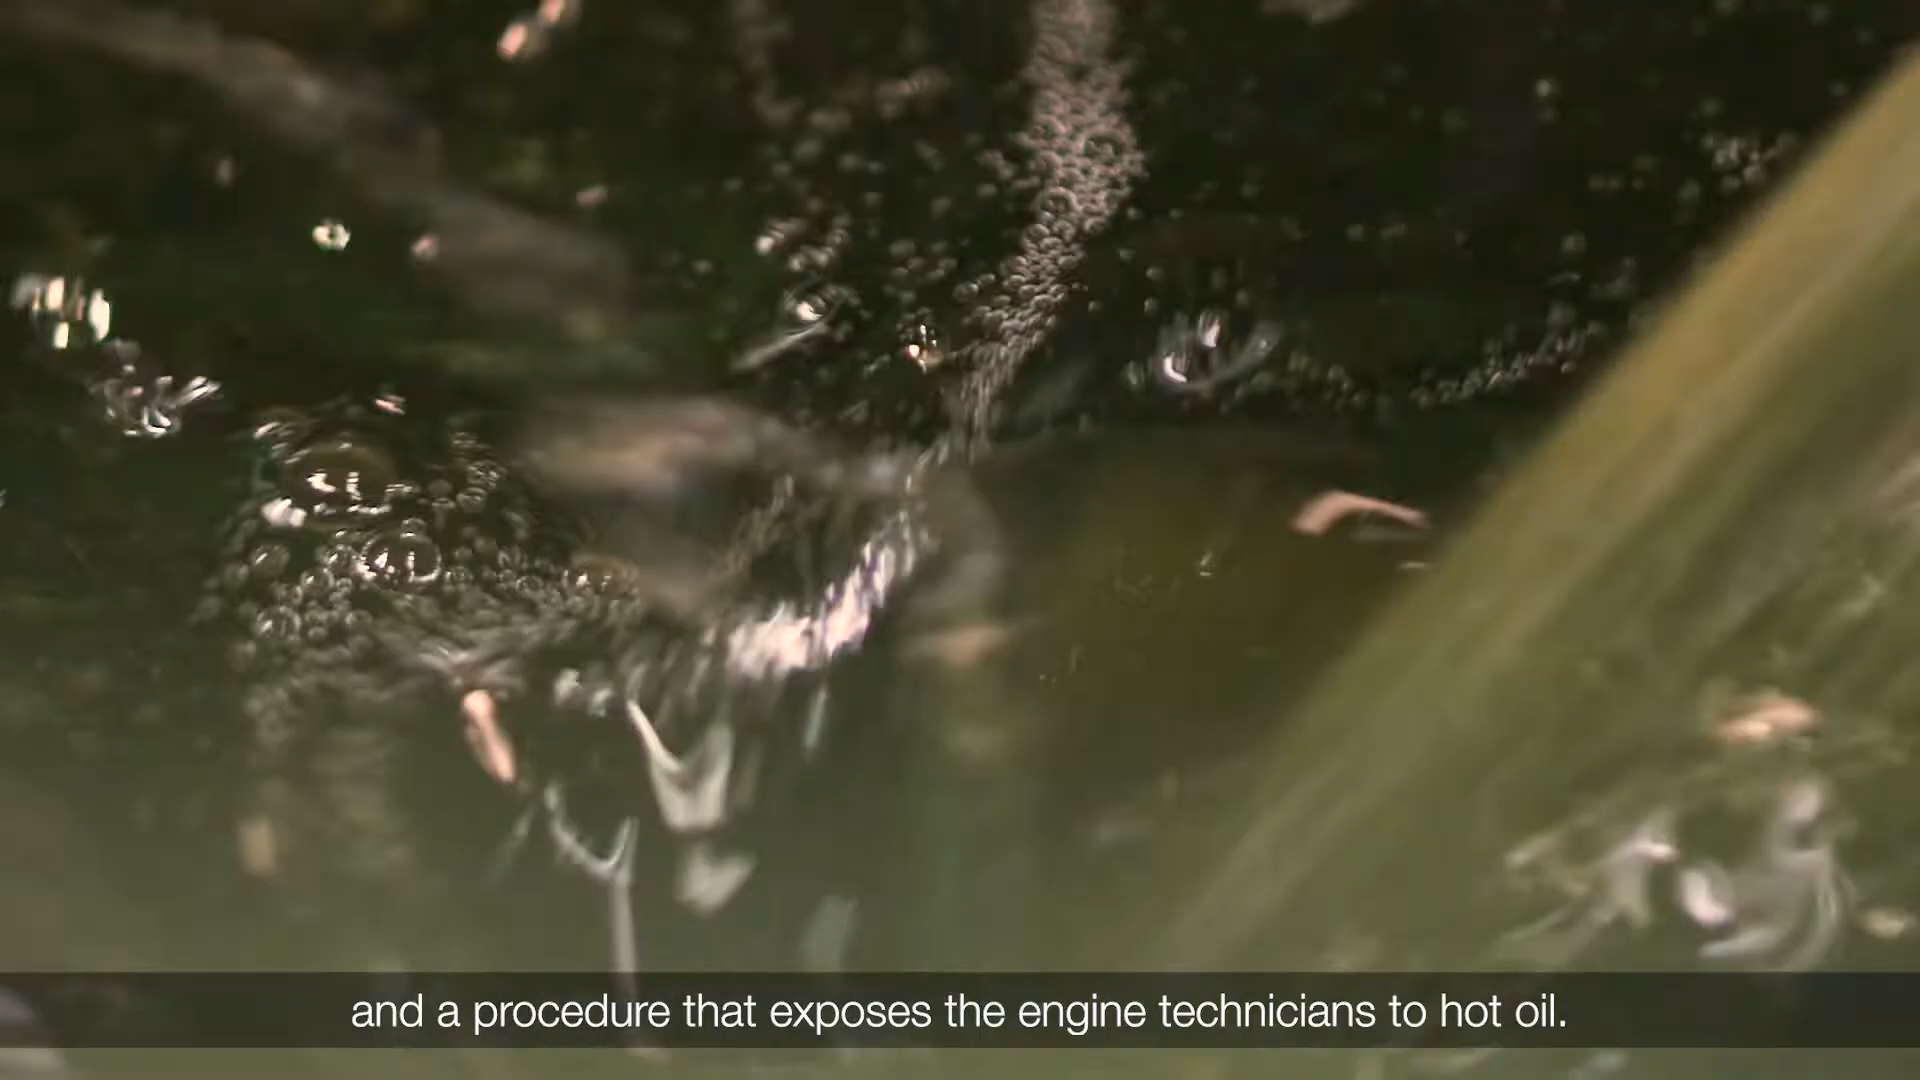 and a procedure that exposes the engine technicians to hot oil.